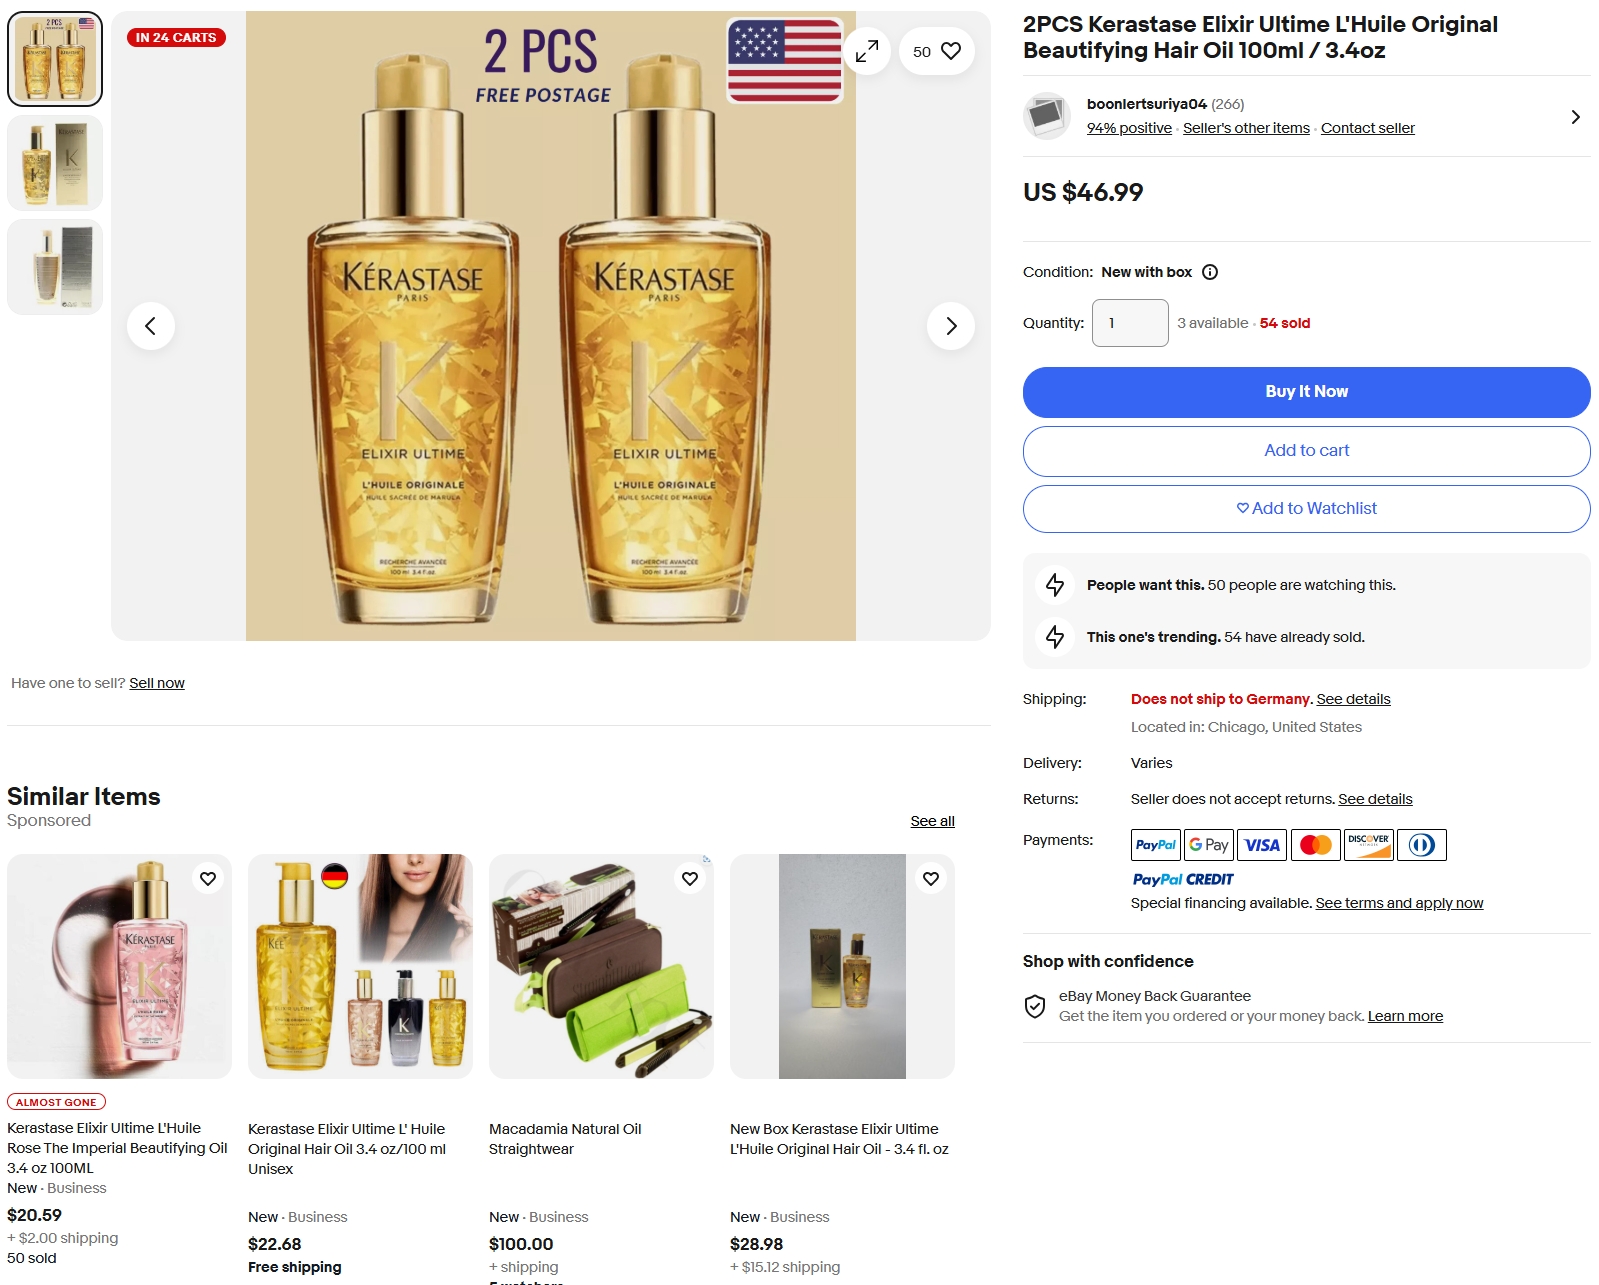 IN 24 CARTS
2 PCS
FREE POSTAGE
50
KÉRASTASE
PARIS
K
ELIXIR ULTIME
L'HUILE ORIGINALE
HUILE SACRÉE DE MARULA
RECHERCHE AVANCÉE
100 ml 3.4 f'.oz
KÉRASTASE
PARIS
K
ELIXIR ULTIME
L'HUILE ORIGINALE
HUILE SACRÉE DE MARULA
RECHERCHE AVANCÉE
100 ml 3.4 f'.oz
Have one to sell? Sell now
2PCS Kerastase Elixir Ultime L'Huile Original
Beautifying Hair Oil 100ml / 3.4oz
boonlertsuriya04 (266)
94% positive · Seller's other items · Contact seller
US $46.99
Condition: New with box
Quantity: 1 3 available · 54 sold
Buy It Now
Add to cart
Add to Watchlist
People want this. 50 people are watching this.
This one's trending. 54 have already sold.
Shipping: Does not ship to Germany. See details
Located in: Chicago, United States
Delivery: Varies
Returns: Seller does not accept returns. See details
Payments: PayPal G Pay VISA DISCOVER
PayPal CREDIT
Special financing available. See terms and apply now
Shop with confidence
eBay Money Back Guarantee
Get the item you ordered or your money back. Learn more
Similar Items
Sponsored
See all
KÉRASTASE
K
ELIXIR ULTIME
ALMOST GONE
Kerastase Elixir Ultime L'Huile
Rose The Imperial Beautifying Oil
3.4 oz 100ML
New · Business
$20.59
+ $2.00 shipping
50 sold
Kerastase Elixir Ultime L' Huile
Original Hair Oil 3.4 oz/100 ml
Unisex
New · Business
$22.68
Free shipping
Macadamia Natural Oil
Straightwear
New · Business
$100.00
+ shipping
5 watchers
New Box Kerastase Elixir Ultime
L'Huile Original Hair Oil - 3.4 fl. oz
New · Business
$28.98
+ $15.12 shipping